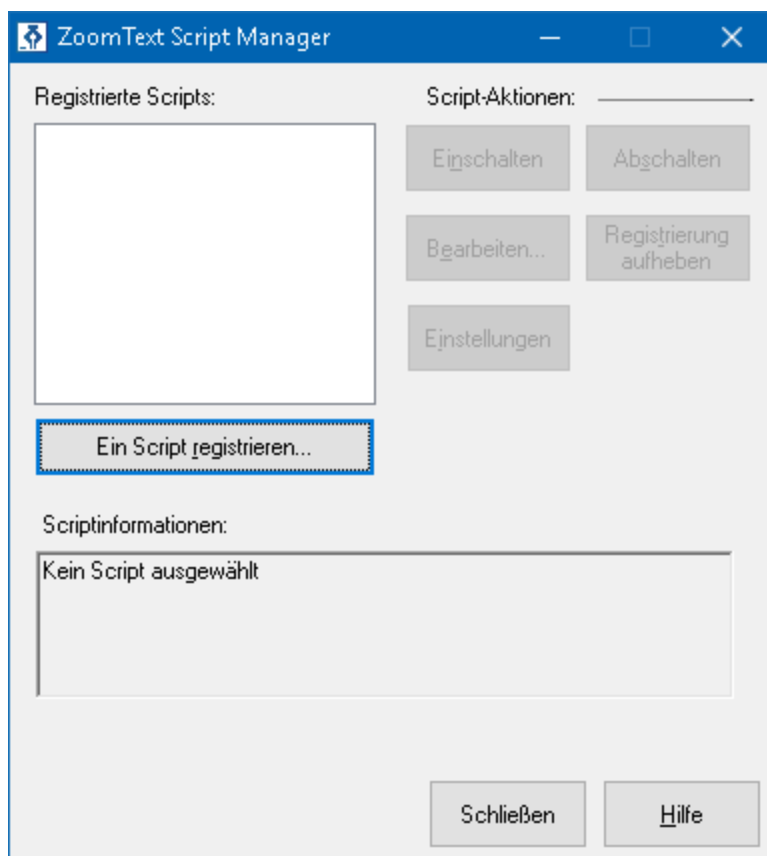 ZoomText Script Manager
Registrierte Scripts:
Script-Aktionen:
Einschalten
Abschalten
Bearbeiten...
Registrierung
aufheben
Einstellungen
Ein Script registrieren...
Scriptinformationen:
Kein Script ausgewählt
Schließen
Hilfe